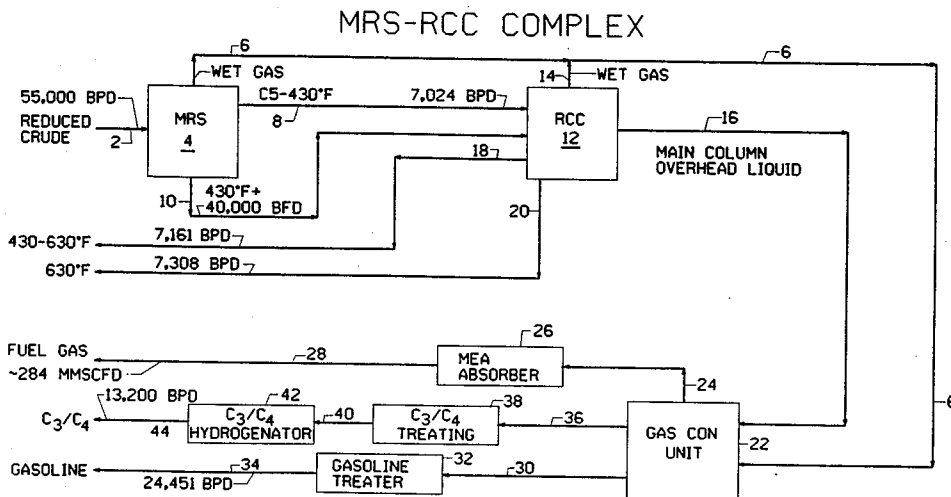 MRS-RCC COMPLEX
6
6
WET GAS
14
WET GAS
55,000 BPD
C5-430°F
7,024 BPD
REDUCED
CRUDE
2
MRS
4
8
RCC
12
16
18
MAIN COLUMN
OVERHEAD LIQUID
10
430°F+
40,000 BFD
20
430-630°F
7,161 BPD
630°F
7,308 BPD
26
FUEL GAS
28
MEA
ABSORBER
~284 MMSCFD
24
6
13,200 BPD
42
38
C3/C4
44
C3/C4
HYDROGENATOR
40
C3/C4
TREATING
36
GAS CON
UNIT
22
GASOLINE
34
24,451 BPD
GASOLINE
TREATER
32
30